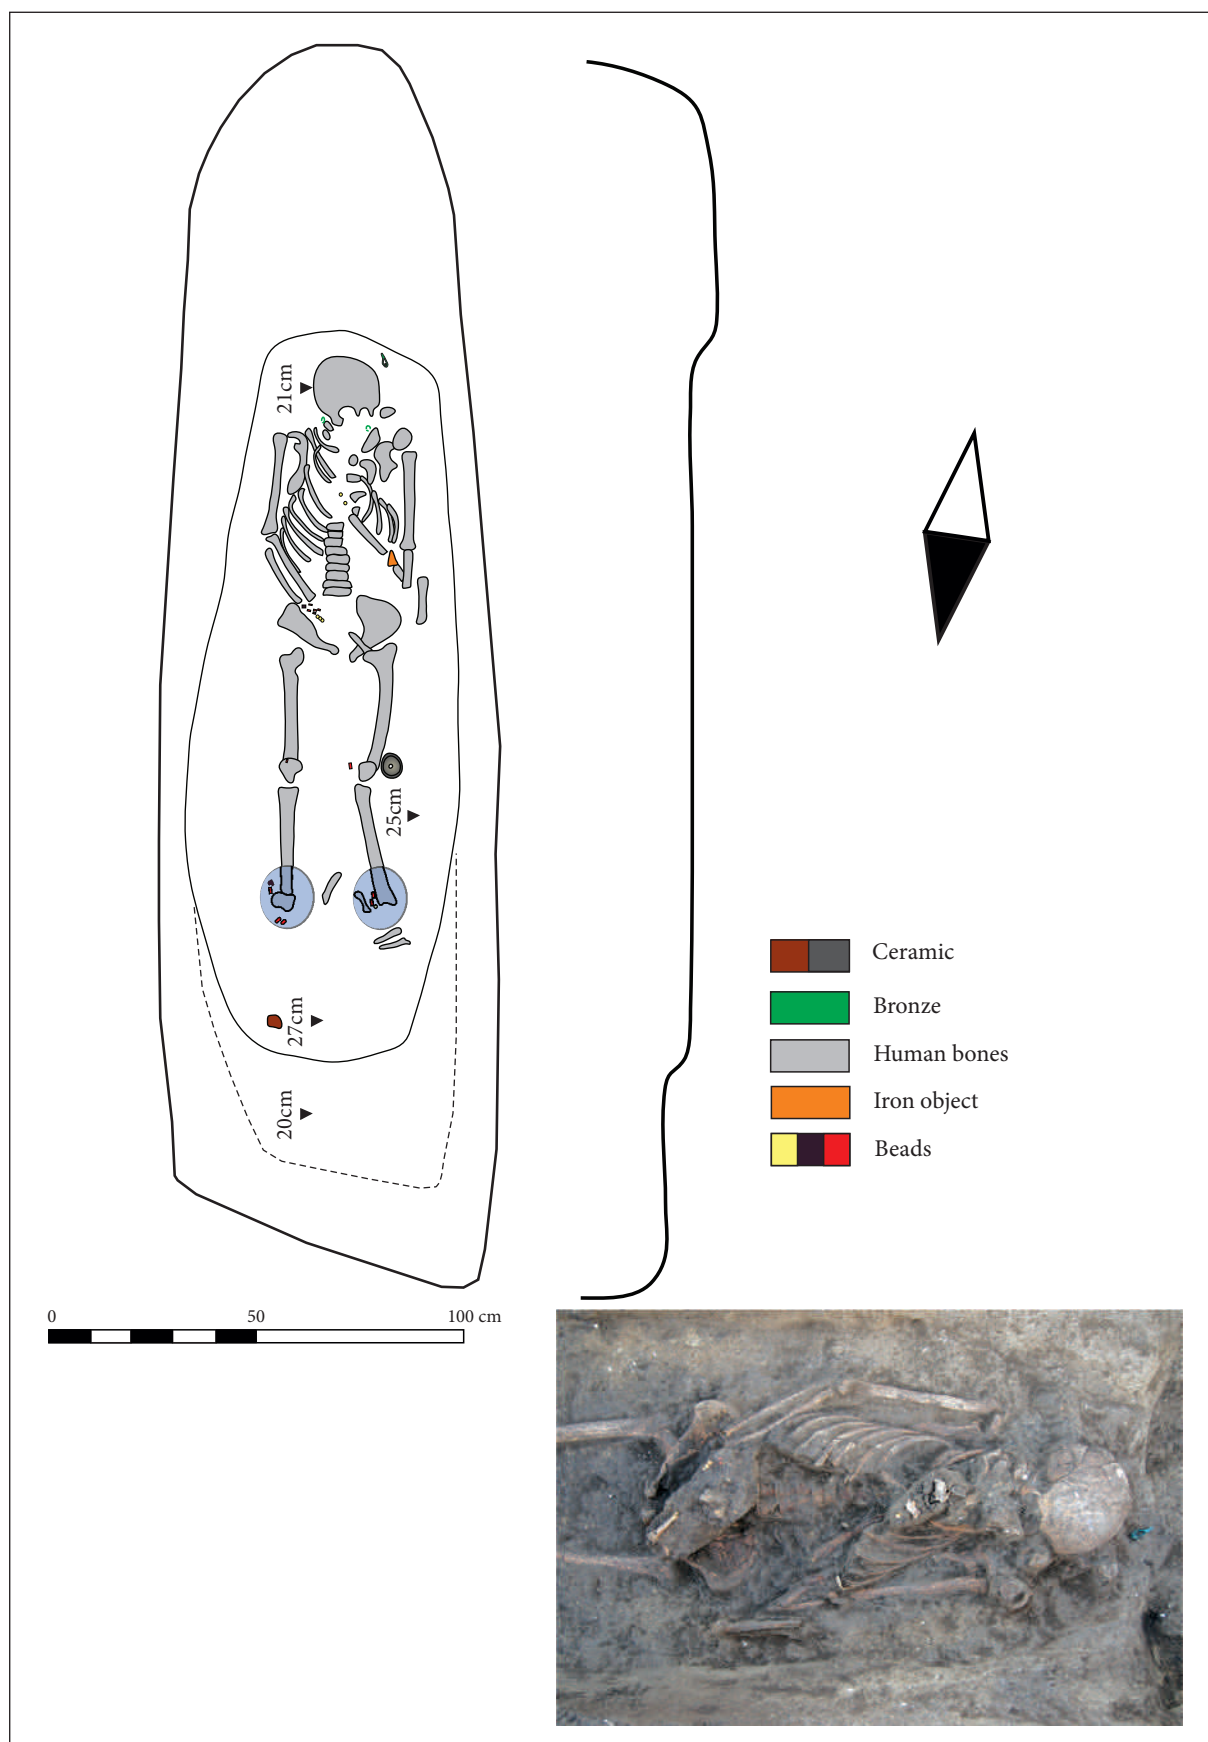 21cm
25cm
27cm
20cm
Ceramic
Bronze
Human bones
Iron object
Beads
0 50 100 cm